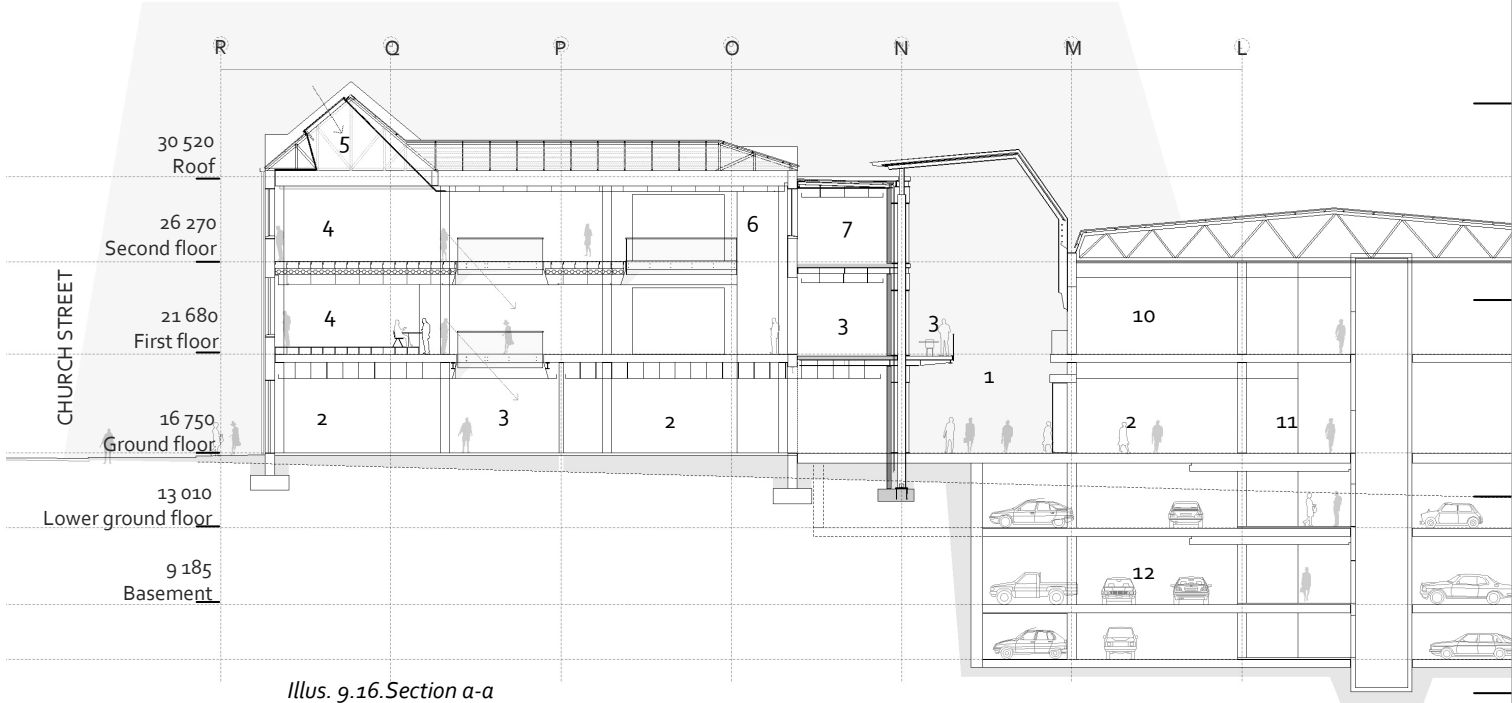 R Q P O N M L
30 520
Roof
5
26 270
Second floor
4 6 7
21 680
First floor
4 3 3 10
CHURCH STREET
1
16 750
Ground floor
2 3 2 2 11
13 010
Lower ground floor
9 185
Basement
12
Illus. 9.16.Section a-a